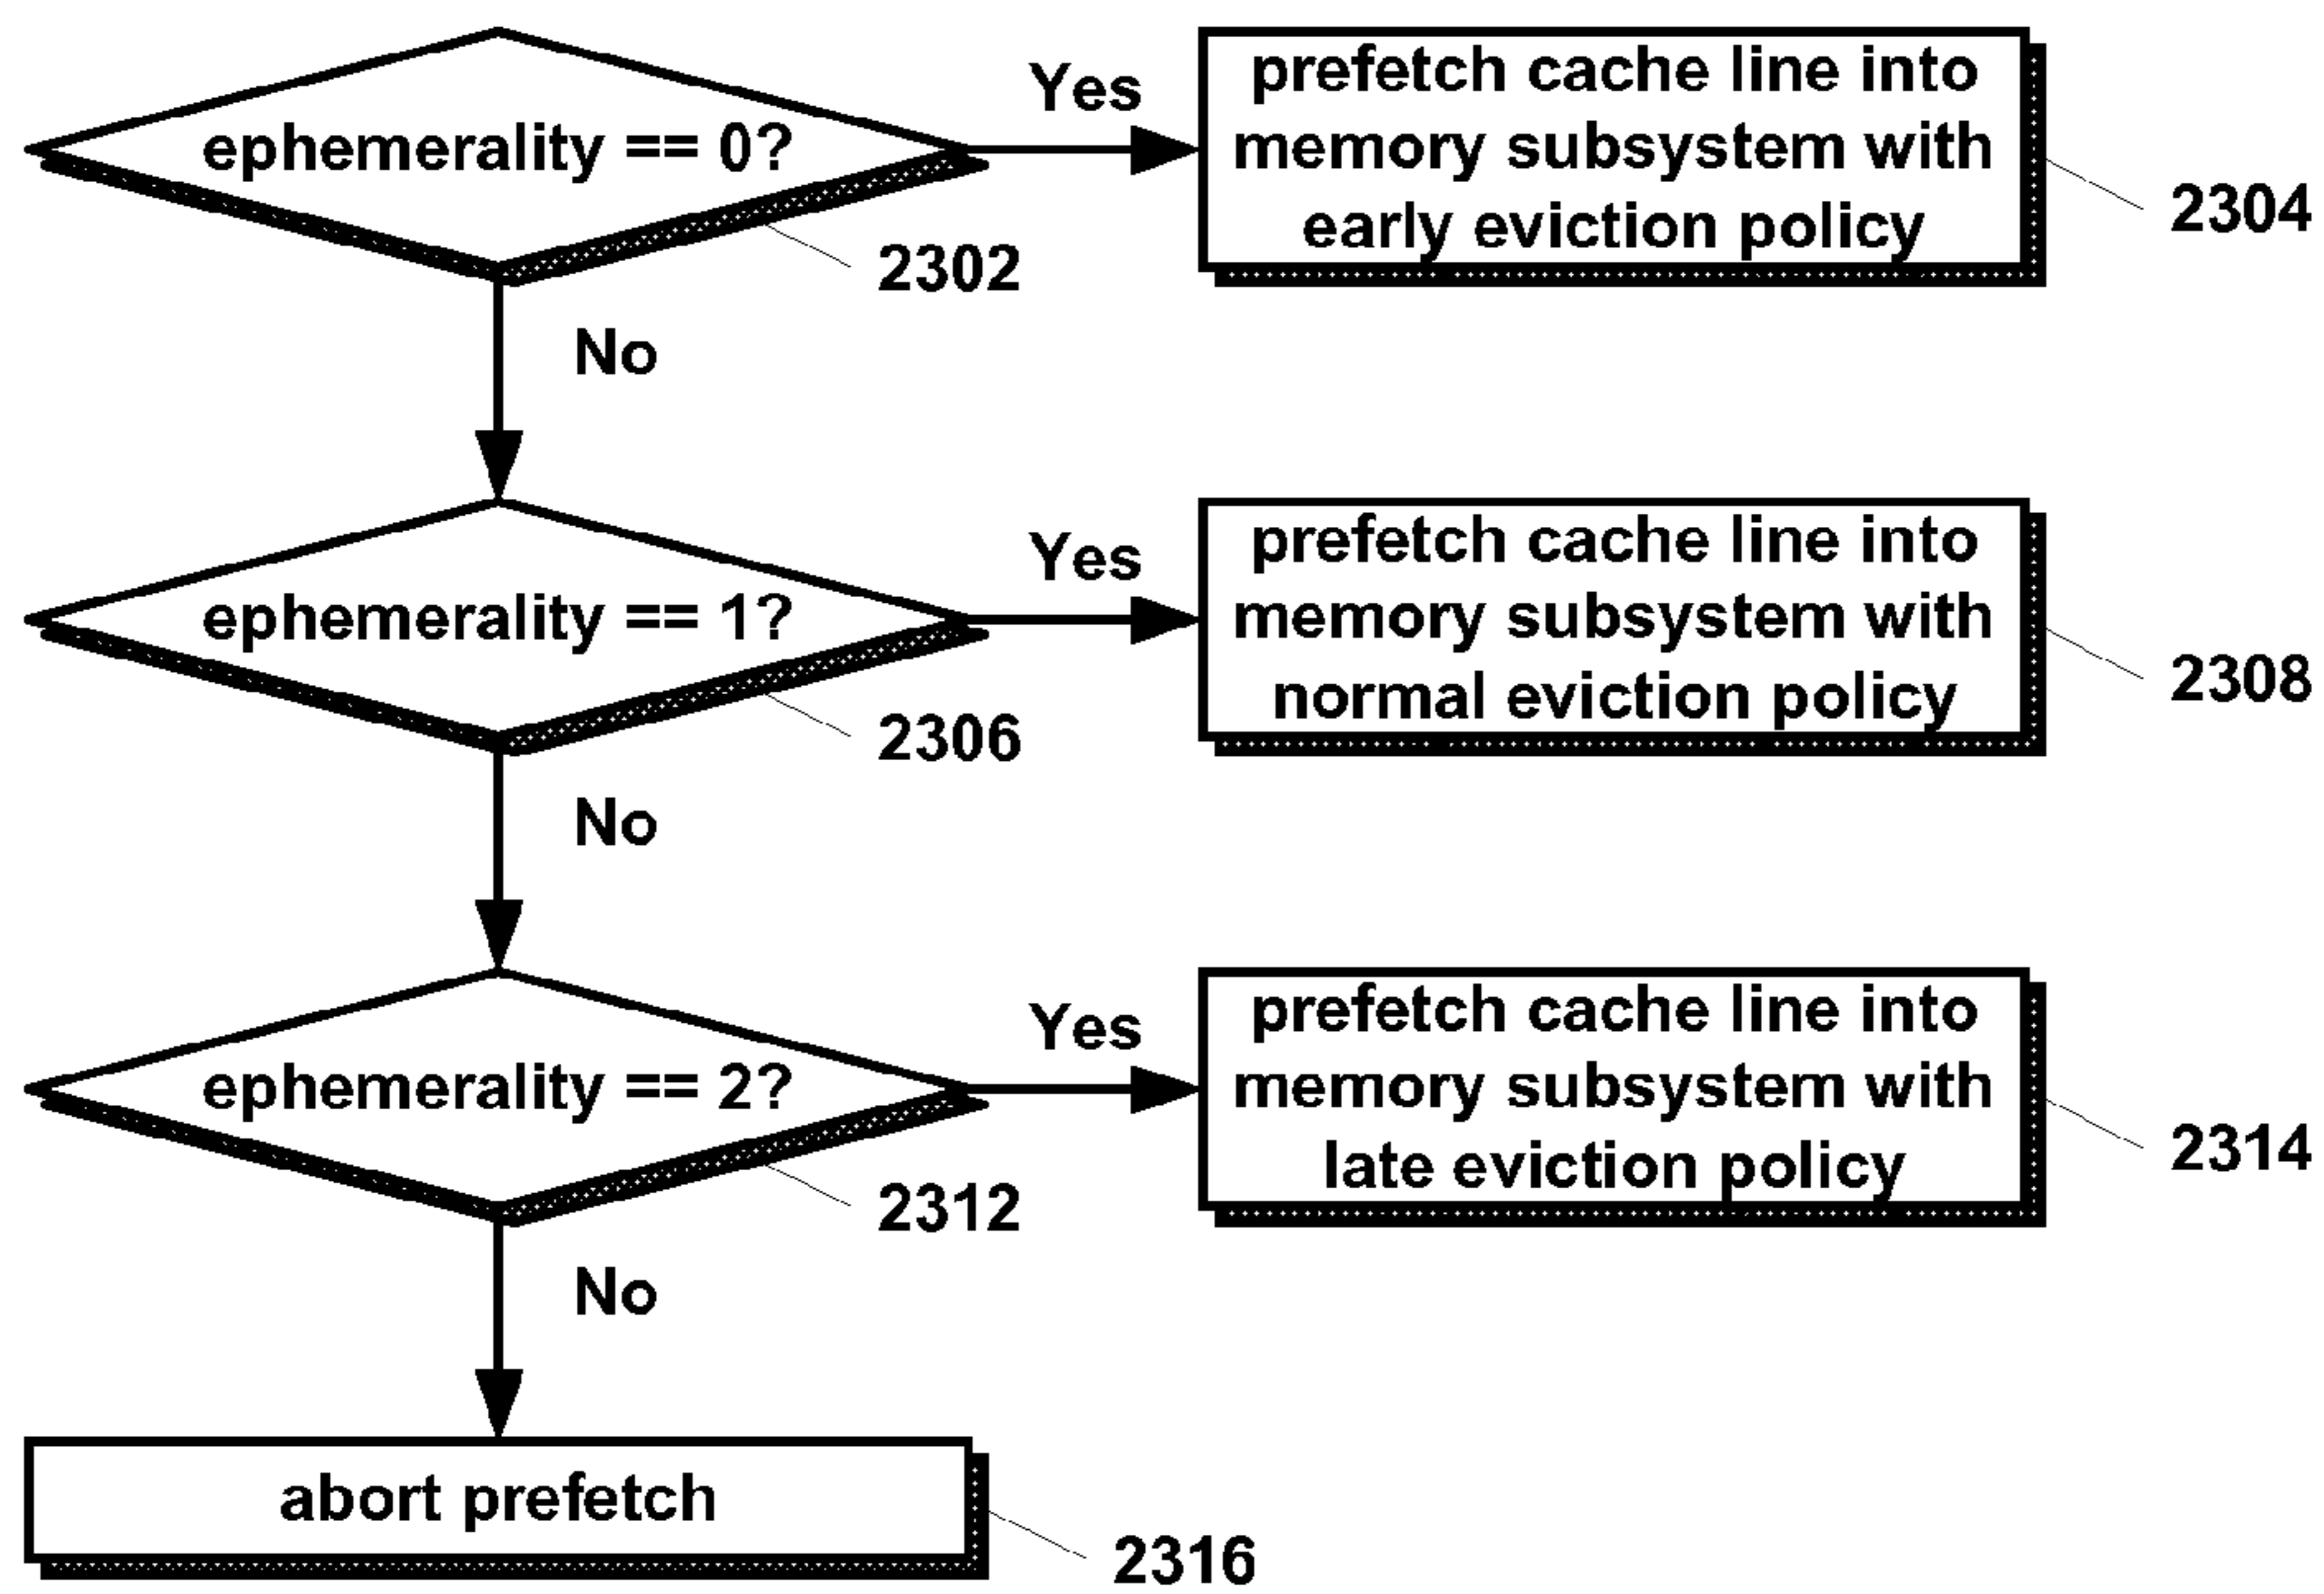 ephemerality == 0?
Yes
prefetch cache line into
memory subsystem with
early eviction policy
2304
2302
No
ephemerality == 1?
Yes
prefetch cache line into
memory subsystem with
normal eviction policy
2308
2306
No
ephemerality == 2?
Yes
prefetch cache line into
memory subsystem with
late eviction policy
2314
2312
No
abort prefetch
2316